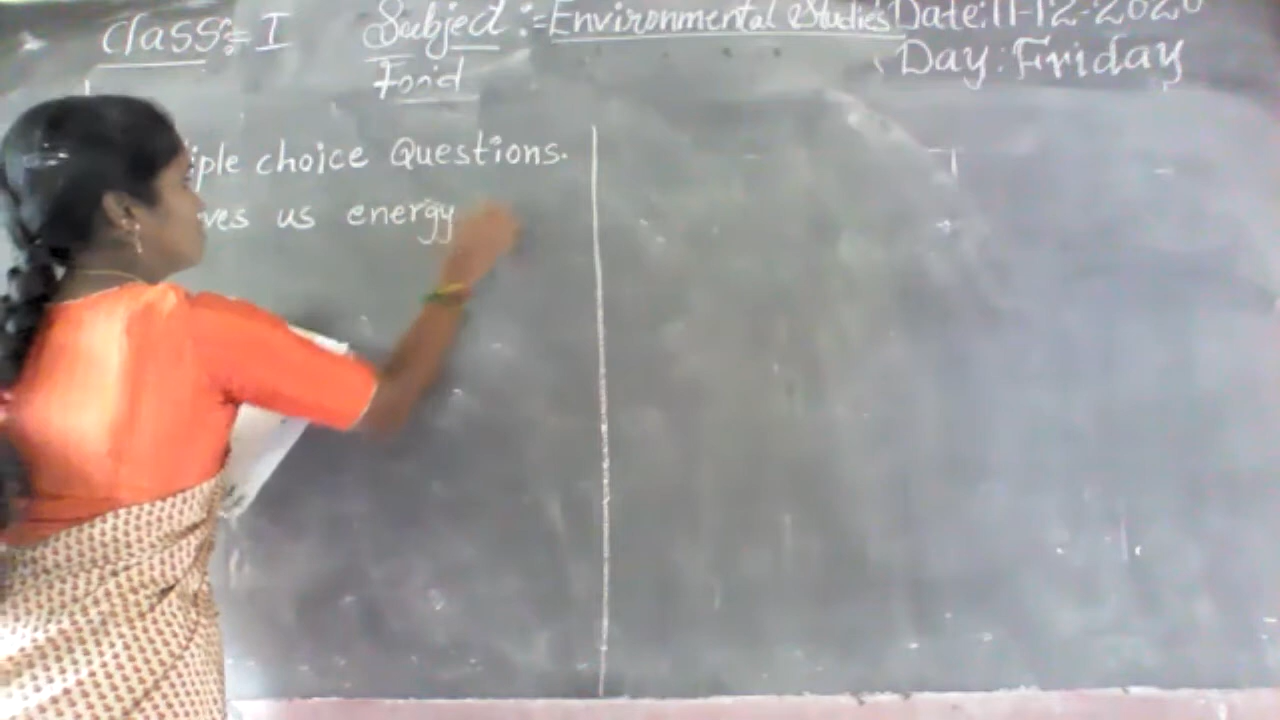 Class:- I Subject :- Environmental Studies Date: 11-12-2020
Food Day: Friday
iple choice Questions.
ves us energy